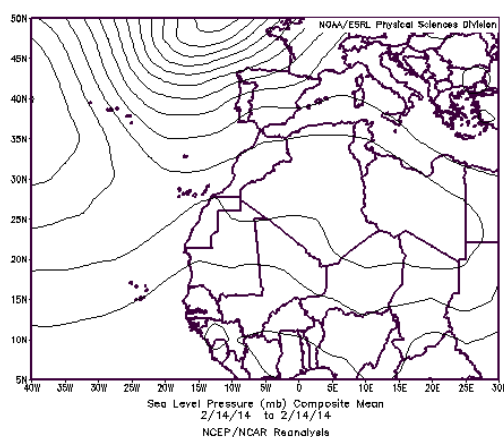 NOAA/ESRL Physical Sciences Division
50N
45N
40N
35N
30N
25N
20N
15N
10N
5N
40W 35W 30W 25W 20W 15W 10W 5W 0 5E 10E 15E 20E 25E 30E
Sea Level Pressure (mb) Composite Mean
2/14/14 to 2/14/14
NCEP/NCAR Reanalysis